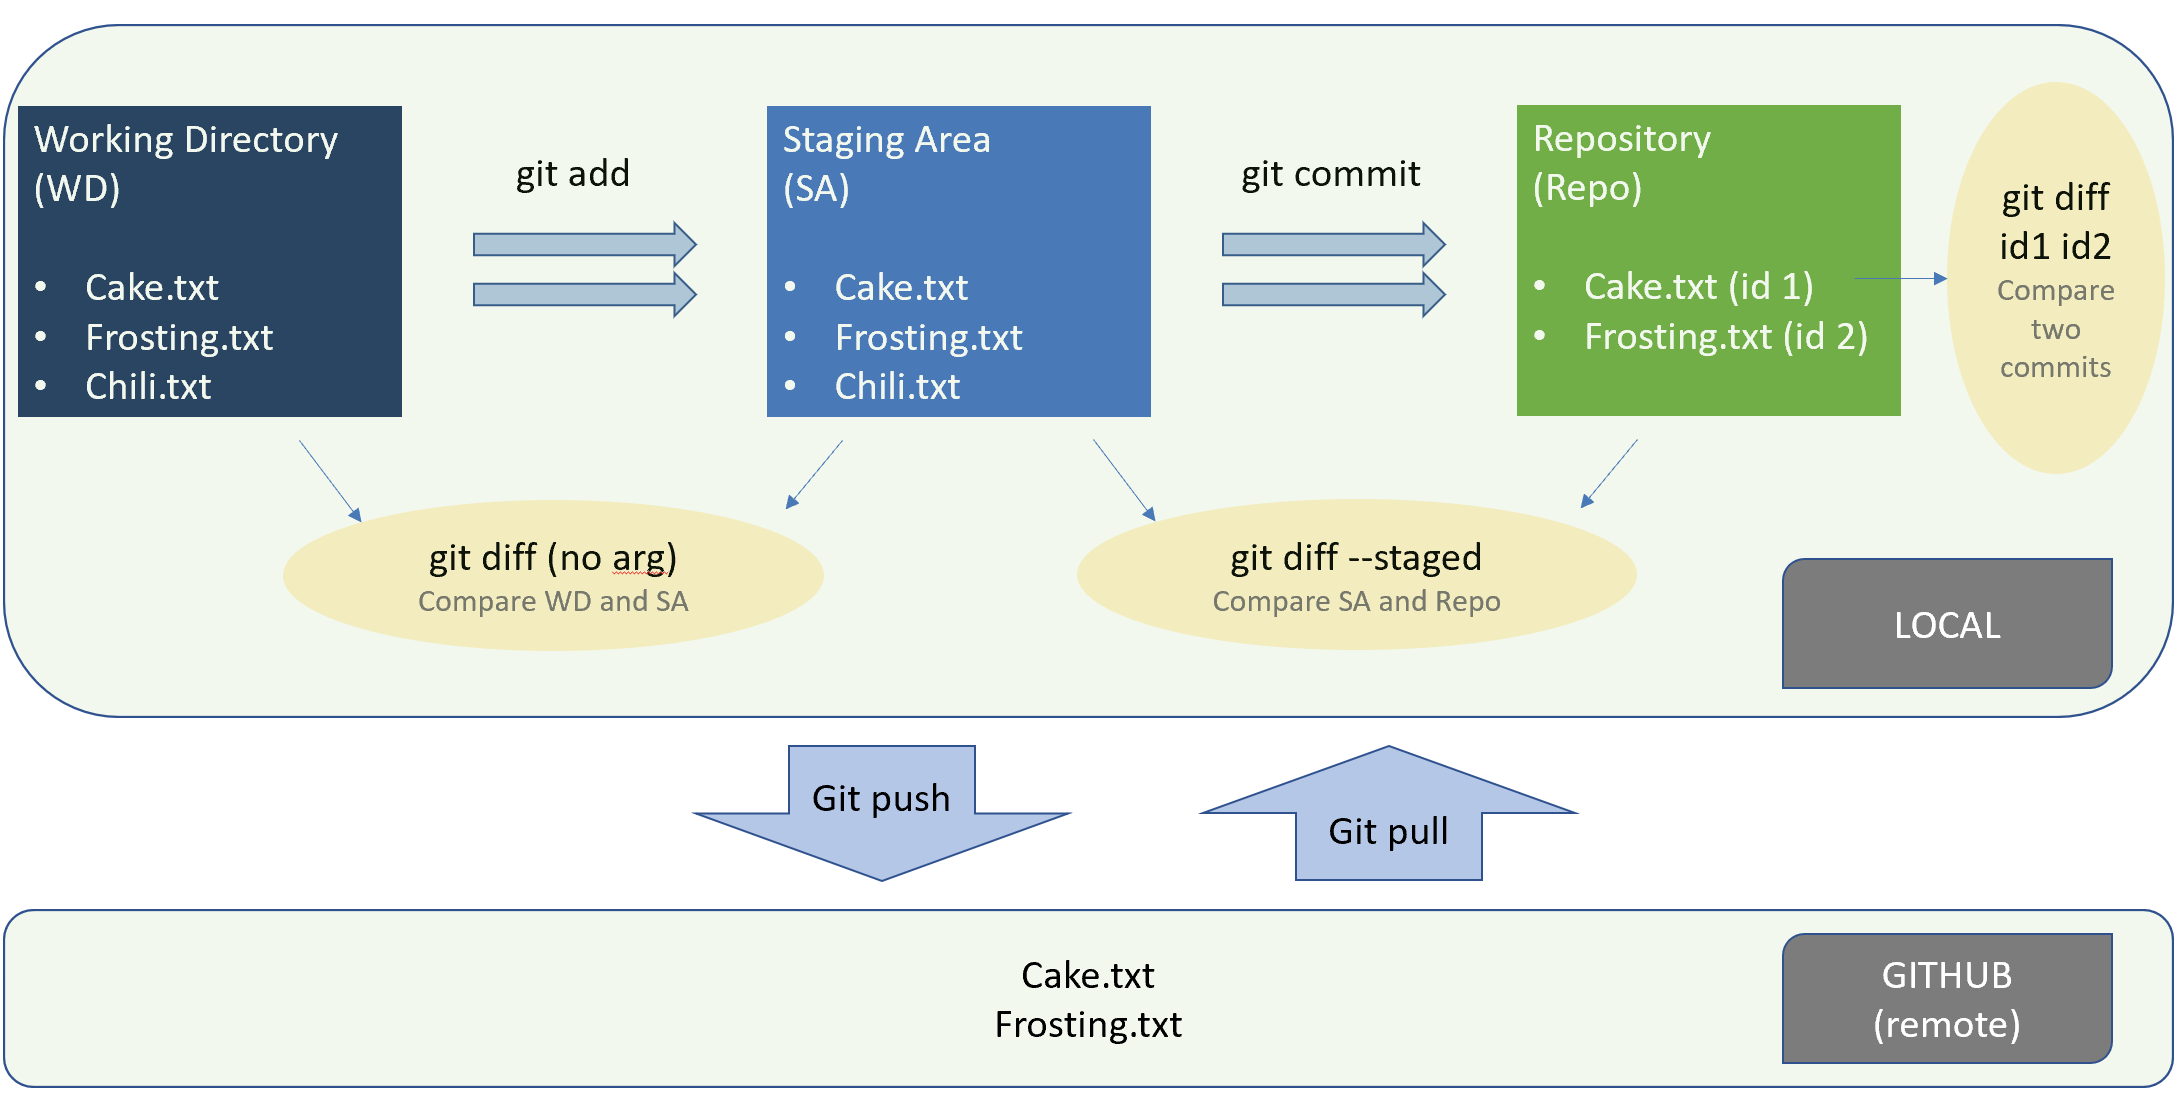 Working Directory
(WD)
• Cake.txt
• Frosting.txt
• Chili.txt
git add
Staging Area
(SA)
• Cake.txt
• Frosting.txt
• Chili.txt
git commit
Repository
(Repo)
• Cake.txt (id 1)
• Frosting.txt (id 2)
git diff
id1 id2
Compare
two
commits
git diff (no arg)
Compare WD and SA
git diff --staged
Compare SA and Repo
LOCAL
Git push
Git pull
Cake.txt
Frosting.txt
GITHUB
(remote)